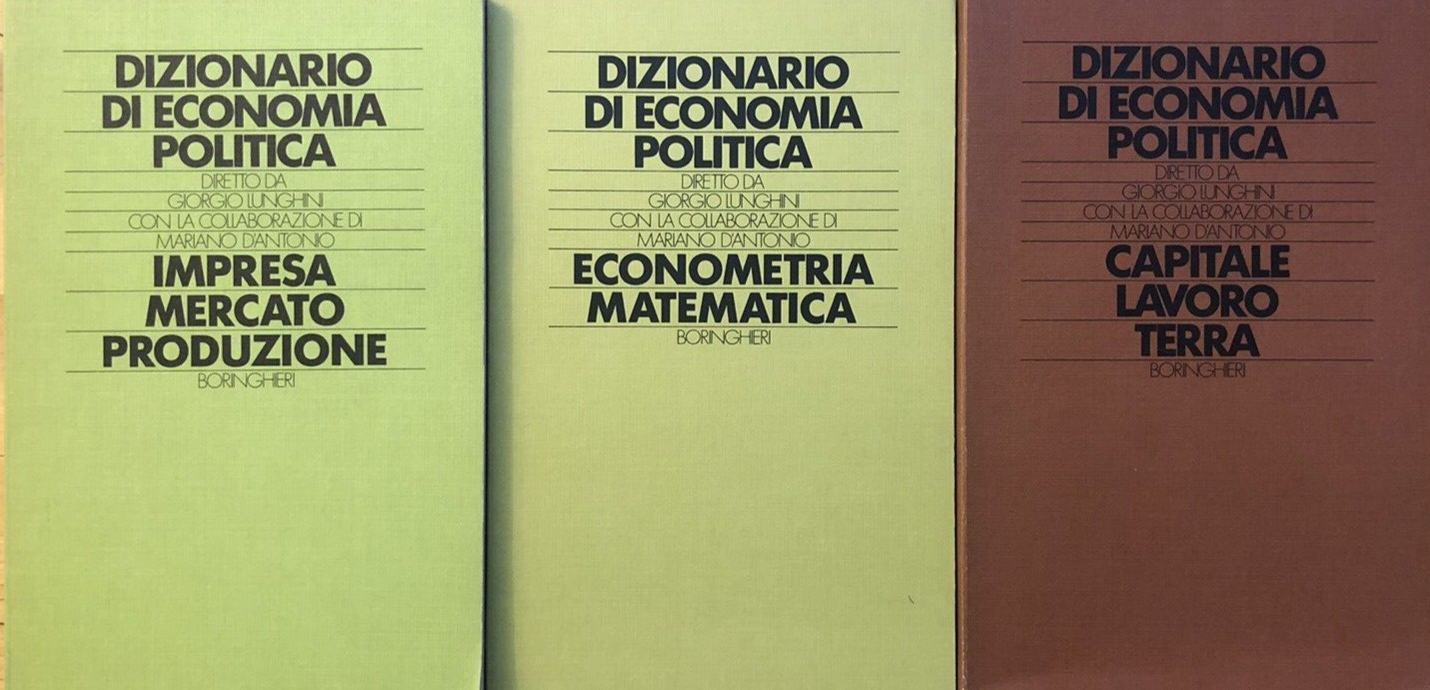 DIZIONARIO
DI ECONOMIA
POLITICA
DIRETTO DA
GIORGIO LUNGHINI
CON LA COLLABORAZIONE DI
MARIANO D'ANTONIO
IMPRESA
MERCATO
PRODUZIONE
BORINGHIERI
DIZIONARIO
DI ECONOMIA
POLITICA
DIRETTO DA
GIORGIO LUNGHINI
CON LA COLLABORAZIONE DI
MARIANO D'ANTONIO
ECONOMETRIA
MATEMATICA
BORINGHIERI
DIZIONARIO
DI ECONOMIA
POLITICA
DIRETTO DA
GIORGIO LUNGHINI
CON LA COLLABORAZIONE DI
MARIANO D'ANTONIO
CAPITALE
LAVORO
TERRA
BORINGHIERI